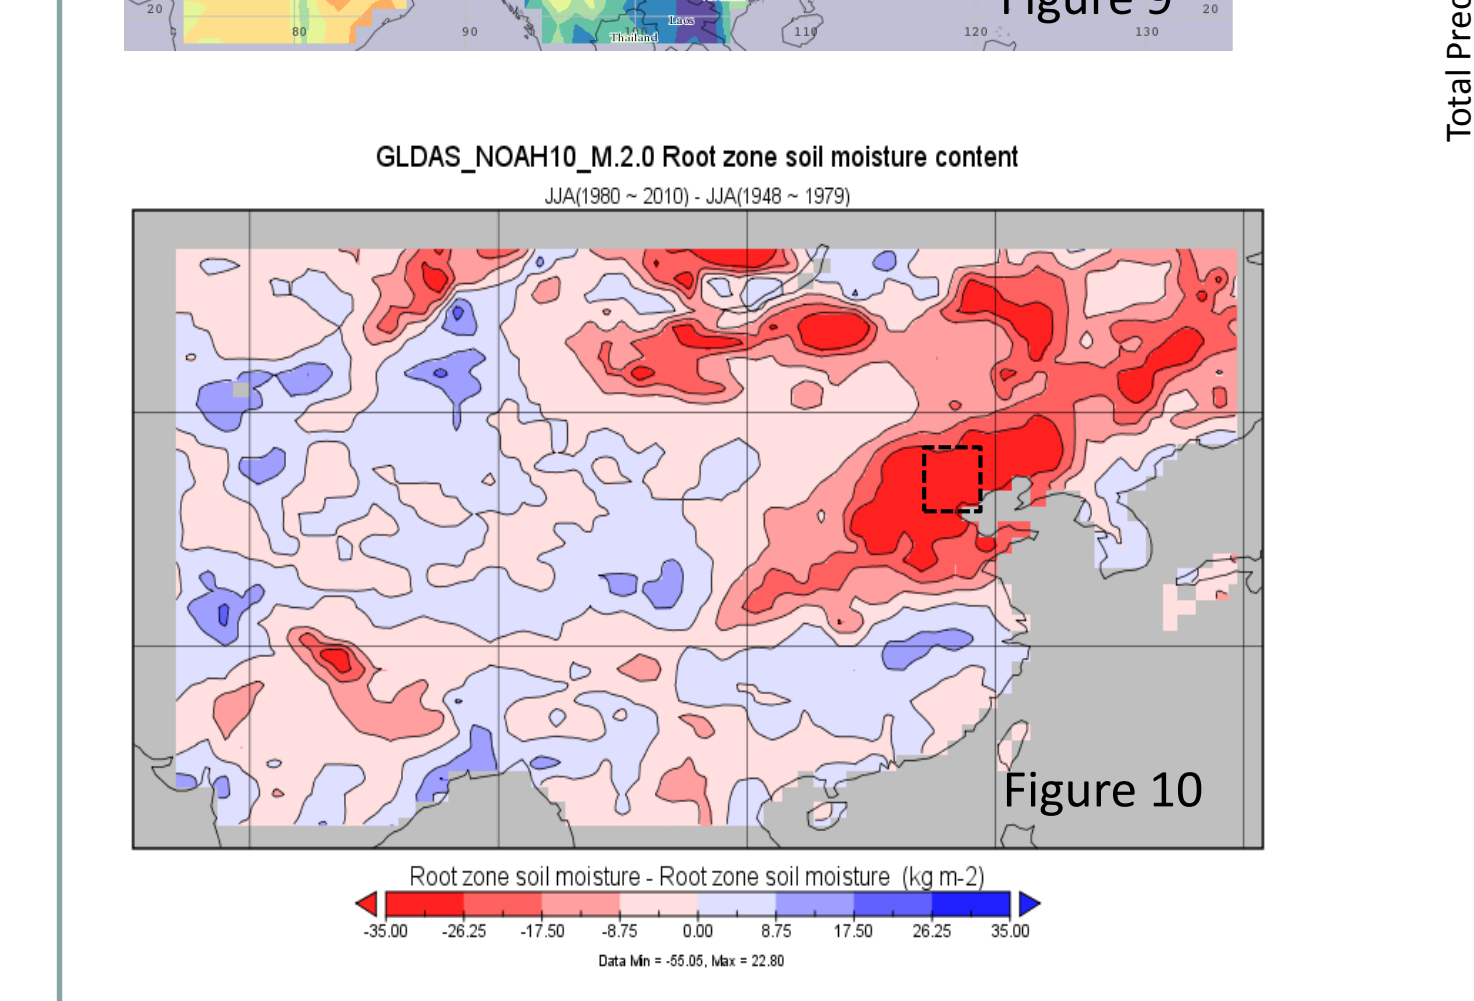 Figure 9
20
20
80
90
100
110
120
130
Laos
Thailand
Total Prec
GLDAS_NOAH10_M.2.0 Root zone soil moisture content
JJA(1980 ~ 2010) - JJA(1948 ~ 1979)
Figure 10
Root zone soil moisture - Root zone soil moisture (kg m-2)
-35.00 -26.25 -17.50 -8.75 0.00 8.75 17.50 26.25 35.00
Data Min = -55.05, Max = 22.80